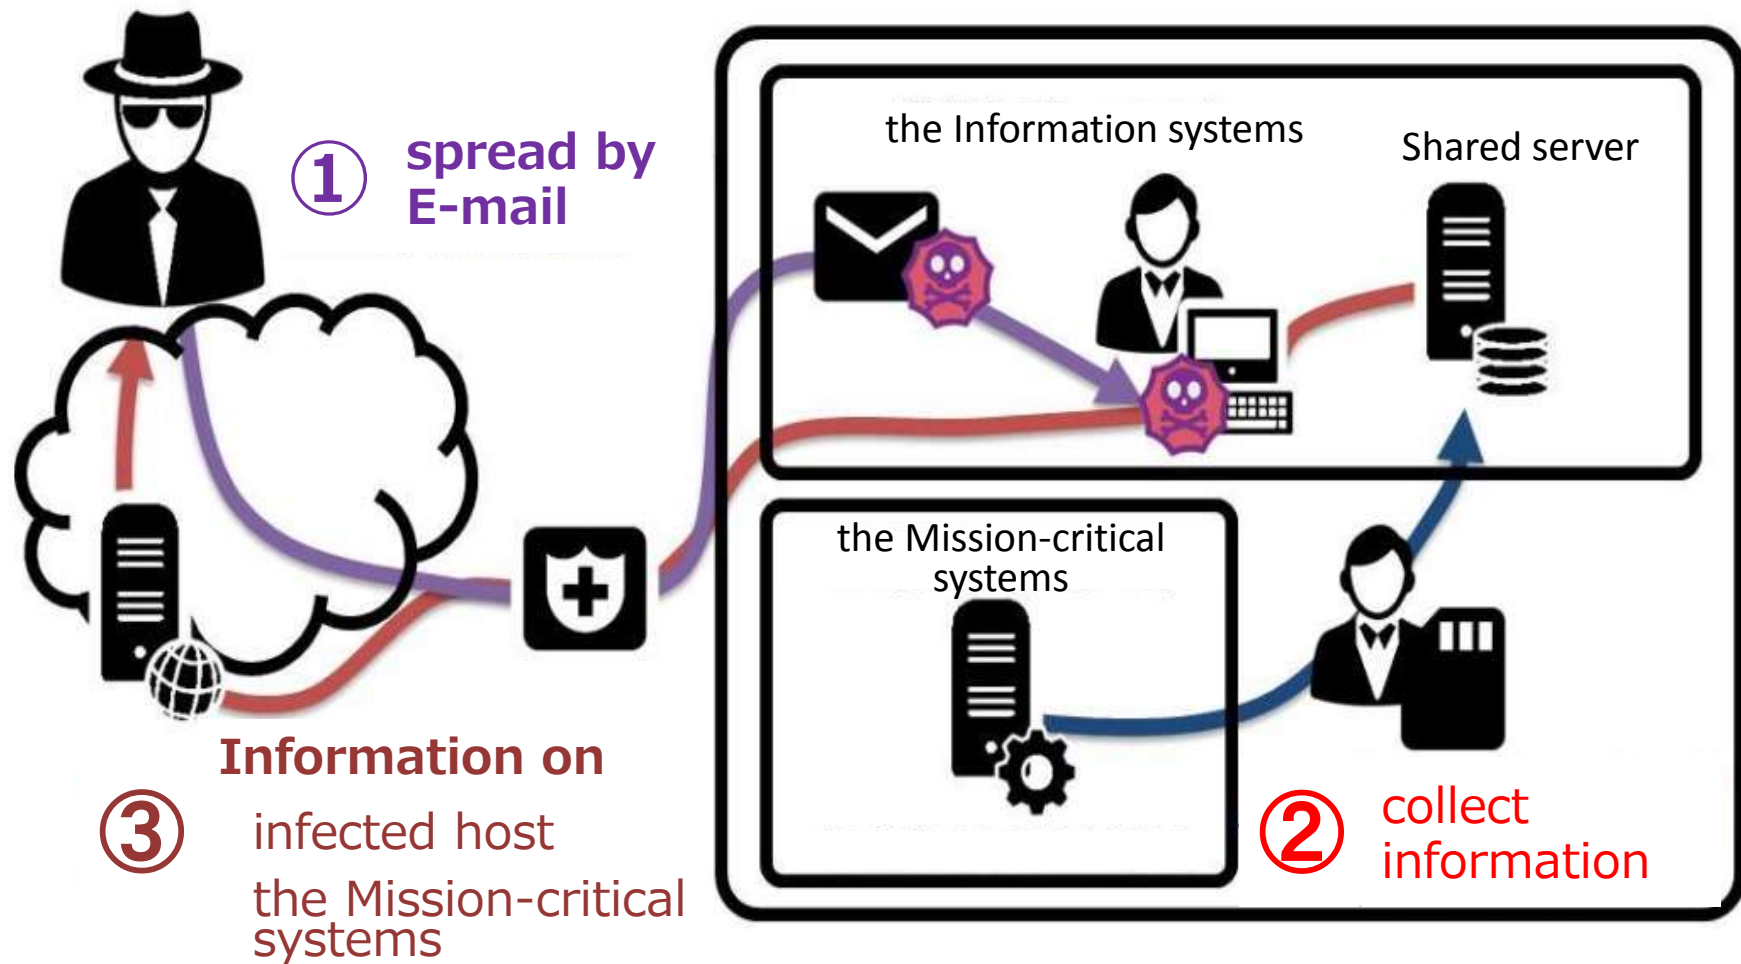 the Information systems
Shared server
①
spread by
E-mail
the Mission-critical
systems
②
collect
information
③
Information on
infected host
the Mission-critical
systems